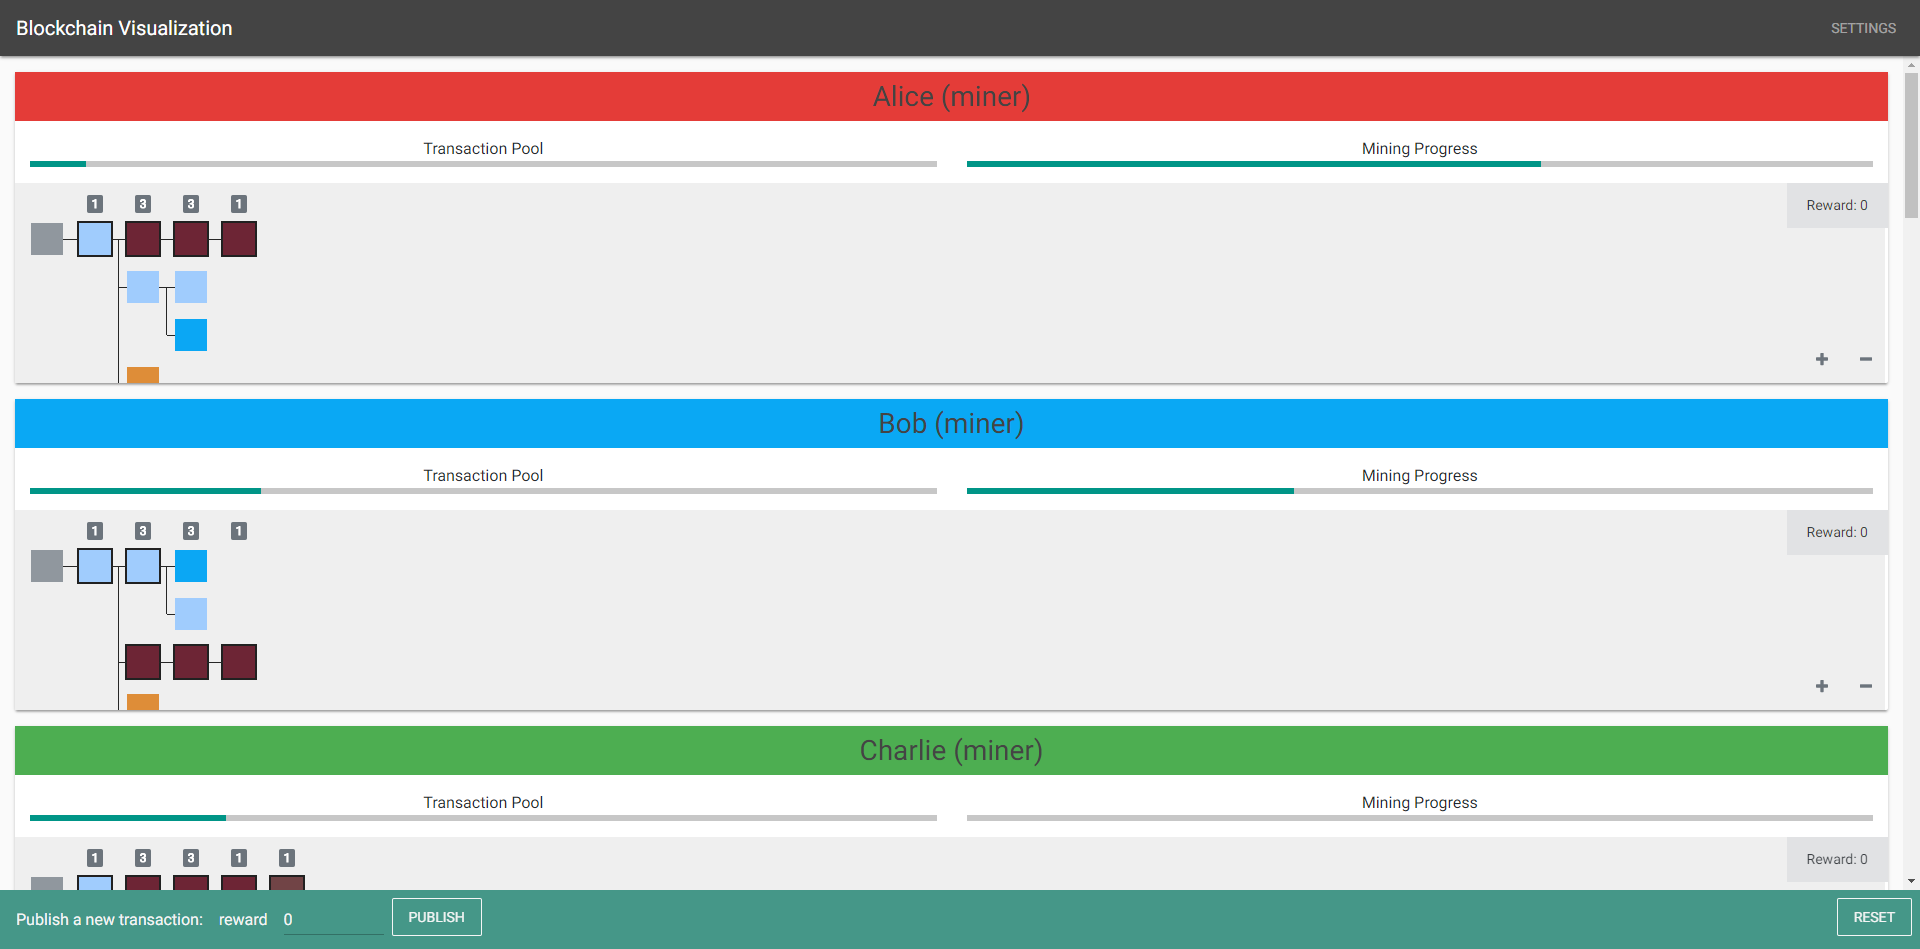 Blockchain Visualization SETTINGS
Alice (miner)
Transaction Pool Mining Progress
1 3 3 1
Reward: 0
+ −
Bob (miner)
Transaction Pool Mining Progress
1 3 3 1
Reward: 0
+ −
Charlie (miner)
Transaction Pool Mining Progress
1 3 3 1 1
Reward: 0
Publish a new transaction: reward 0 PUBLISH RESET